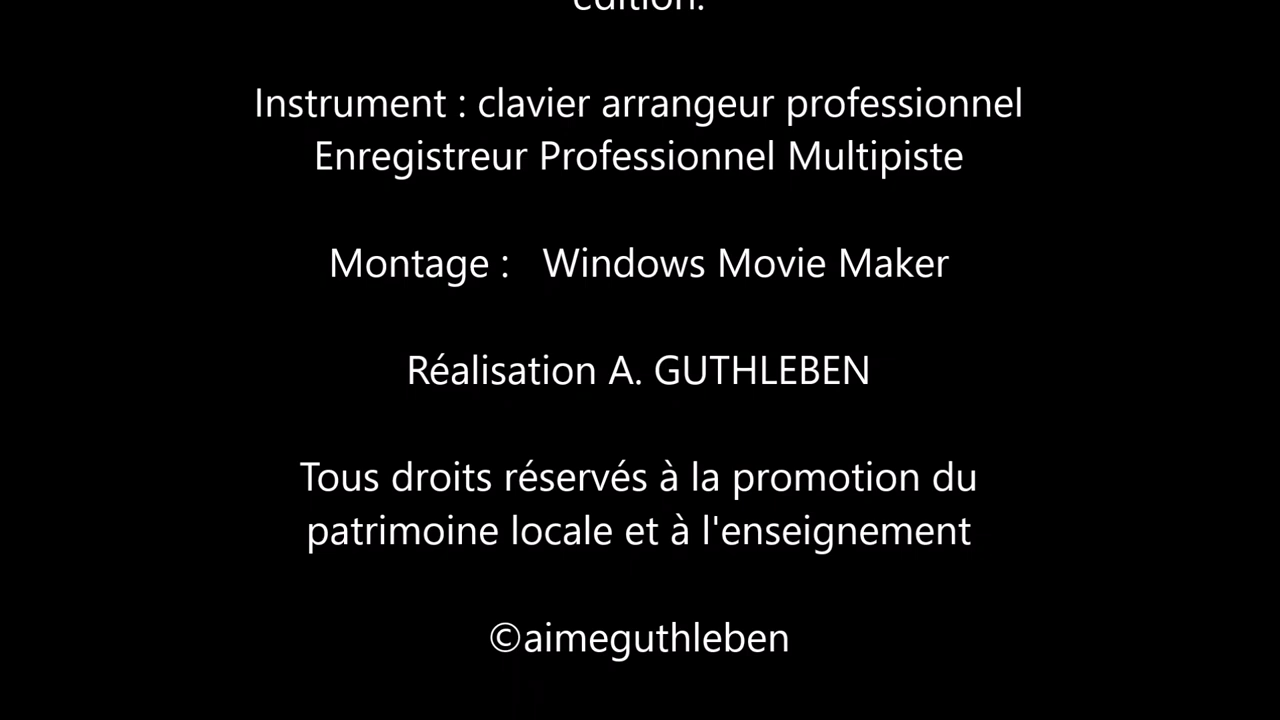 édition.
Instrument : clavier arrangeur professionnel
Enregistreur Professionnel Multipiste
Montage : Windows Movie Maker
Réalisation A. GUTHLEBEN
Tous droits réservés à la promotion du
patrimoine locale et à l'enseignement
©aimeguthleben